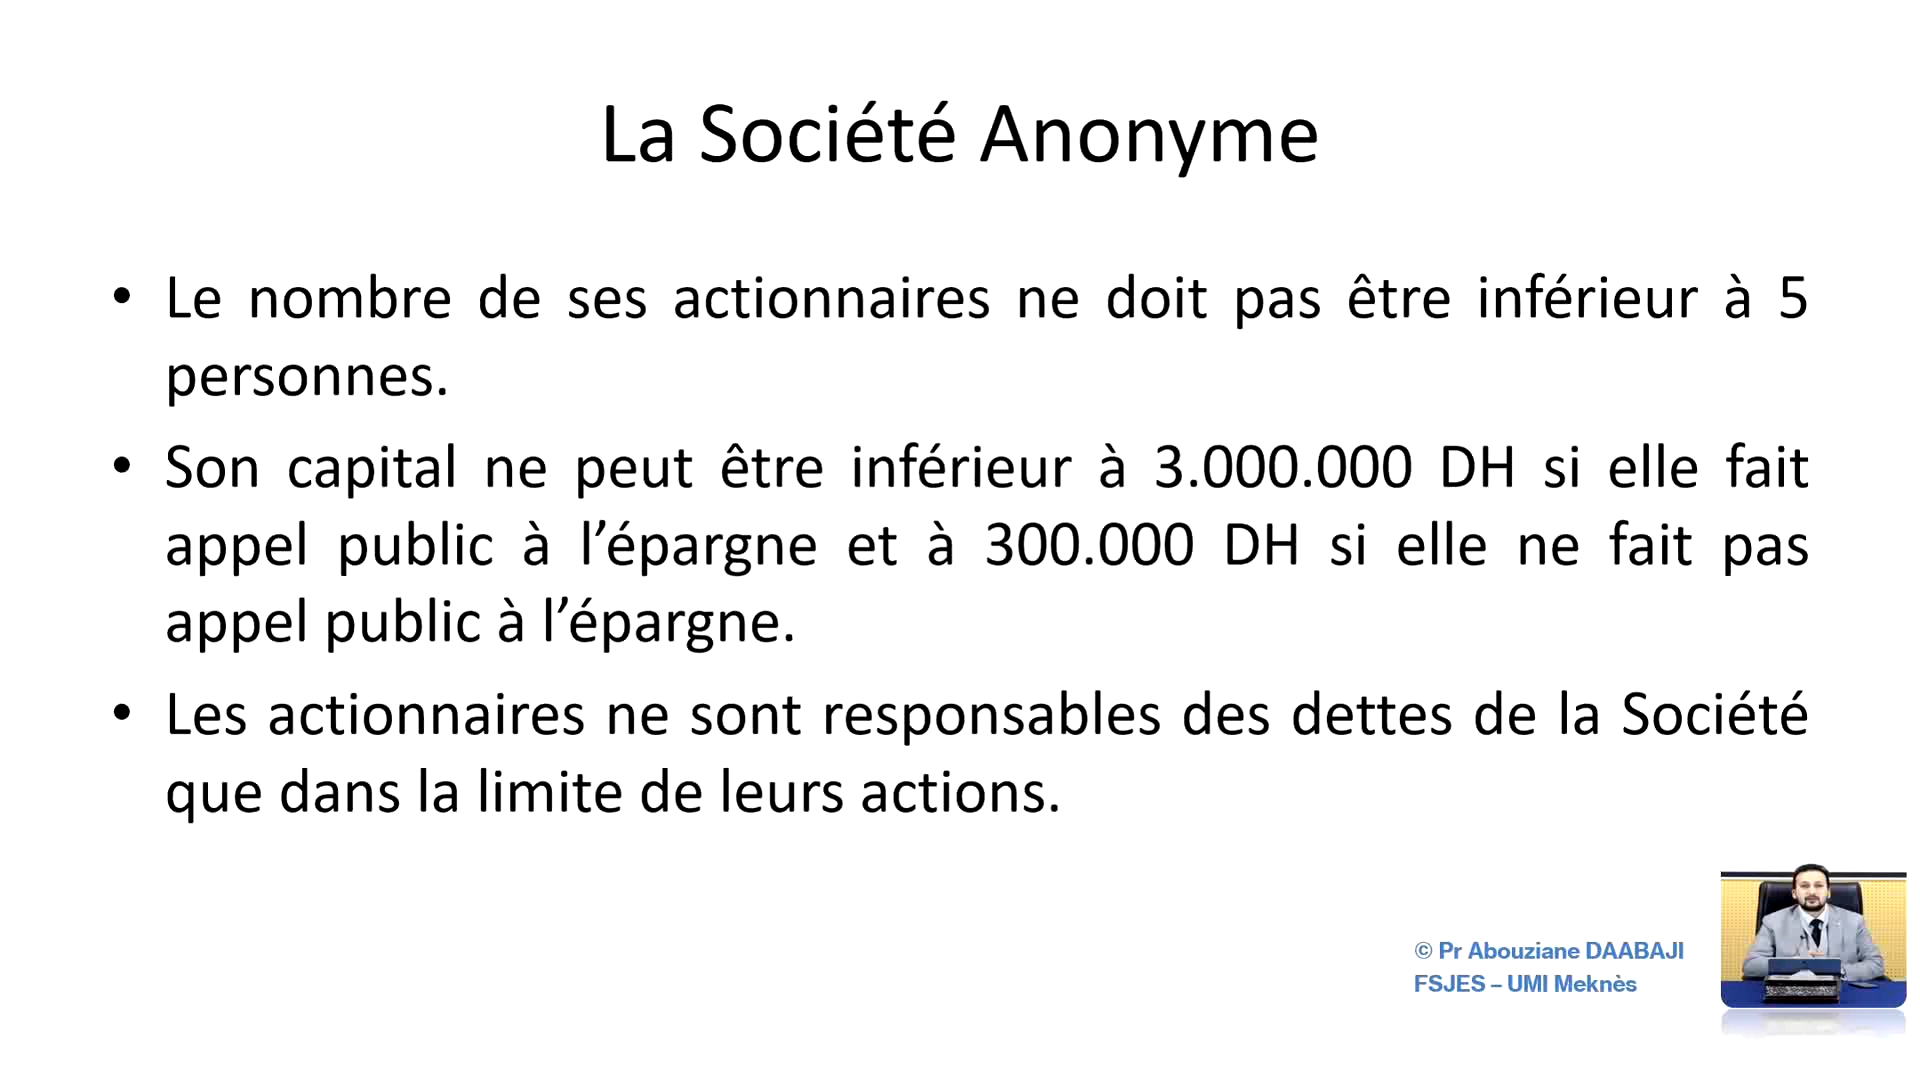 La Société Anonyme
• Le nombre de ses actionnaires ne doit pas être inférieur à 5
personnes.
• Son capital ne peut être inférieur à 3.000.000 DH si elle fait
appel public à l’épargne et à 300.000 DH si elle ne fait pas
appel public à l’épargne.
• Les actionnaires ne sont responsables des dettes de la Société
que dans la limite de leurs actions.
© Pr Abouziane DAABAJI
FSJES – UMI Meknès